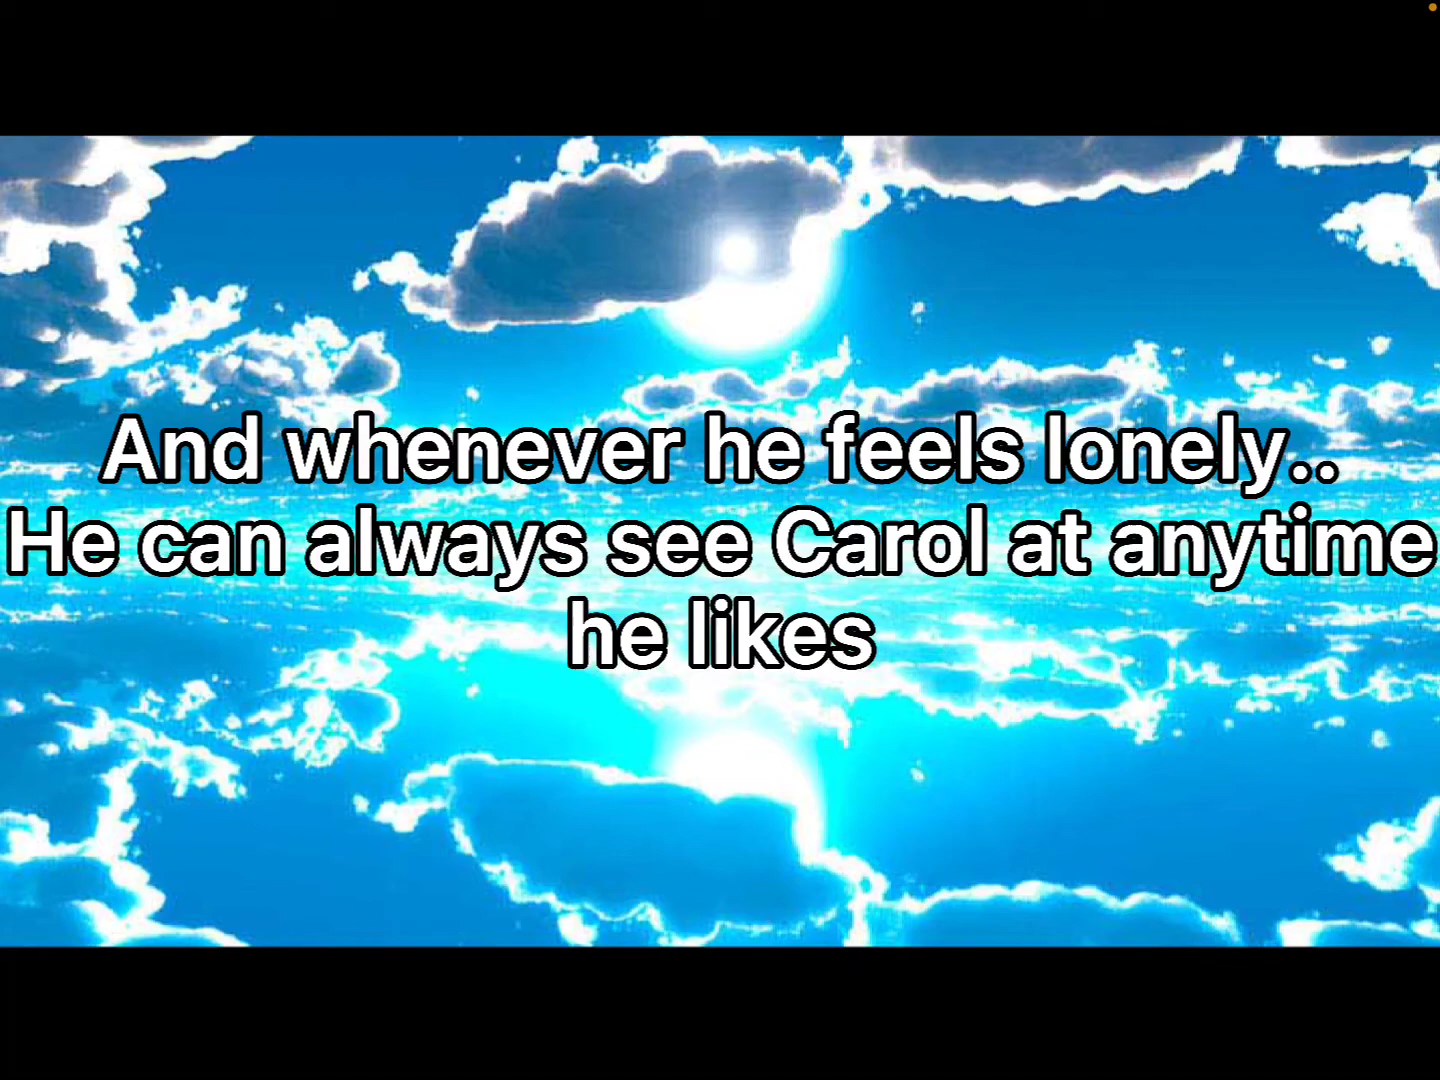 And whenever he feels lonely..
He can always see Carol at anytime
he likes